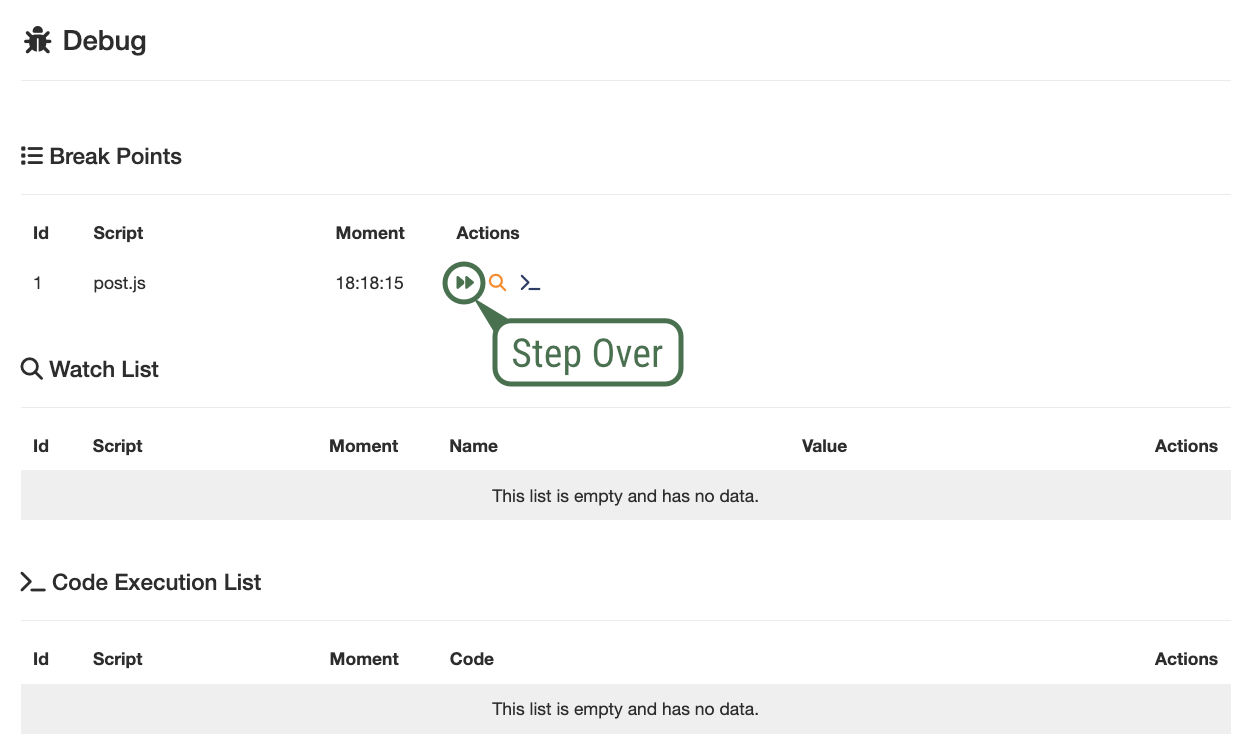 Debug
Break Points
Id Script Moment Actions
1 post.js 18:18:15
Step Over
Watch List
Id Script Moment Name Value Actions
This list is empty and has no data.
Code Execution List
Id Script Moment Code Actions
This list is empty and has no data.